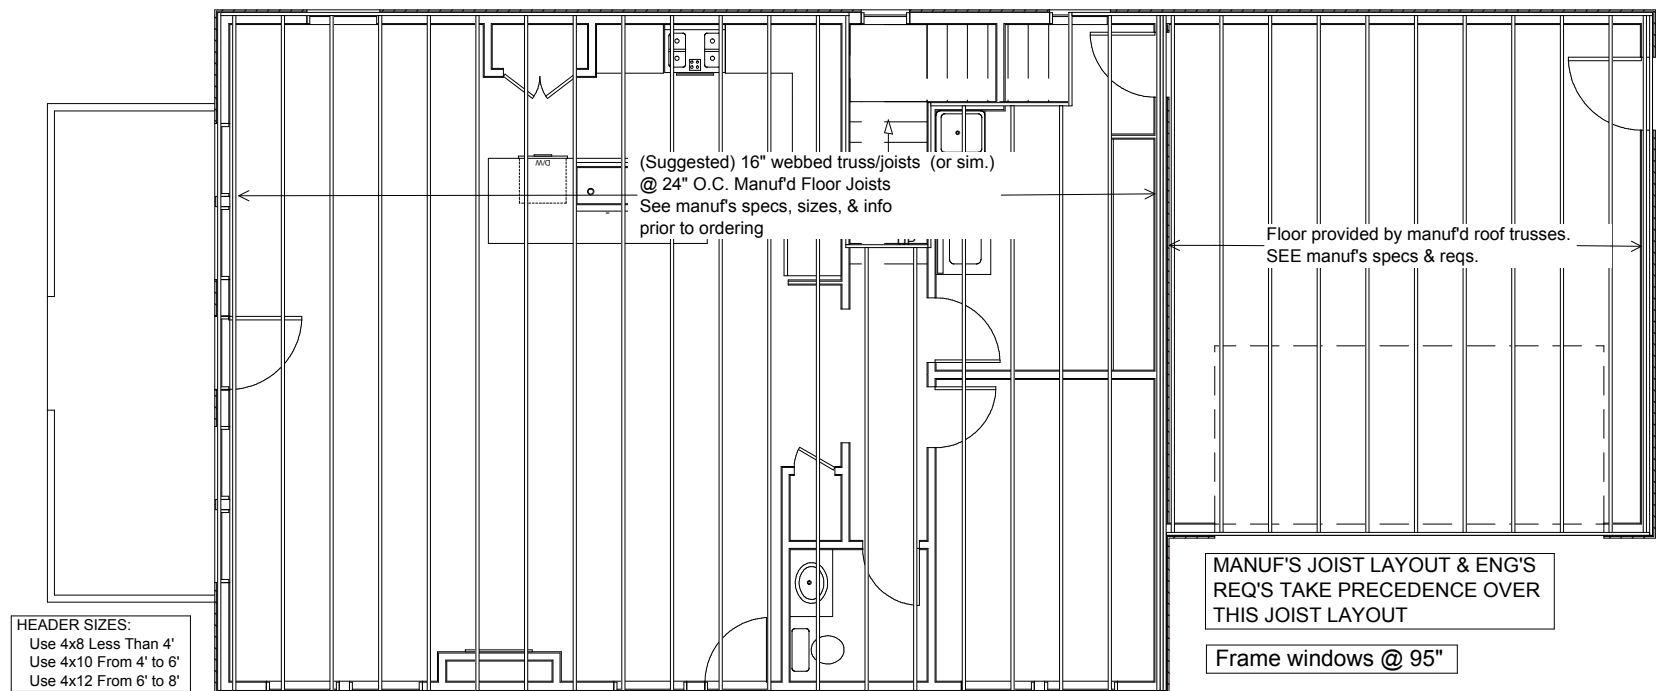 D/W
(Suggested) 16" webbed truss/joists (or sim.)
@ 24" O.C. Manuf'd Floor Joists
See manuf's specs, sizes, & info
prior to ordering
Floor provided by manuf'd roof trusses.
SEE manuf's specs & reqs.
MANUF'S JOIST LAYOUT & ENG'S
REQ'S TAKE PRECEDENCE OVER
THIS JOIST LAYOUT
Frame windows @ 95"
HEADER SIZES:
Use 4x8 Less Than 4'
Use 4x10 From 4' to 6'
Use 4x12 From 6' to 8'